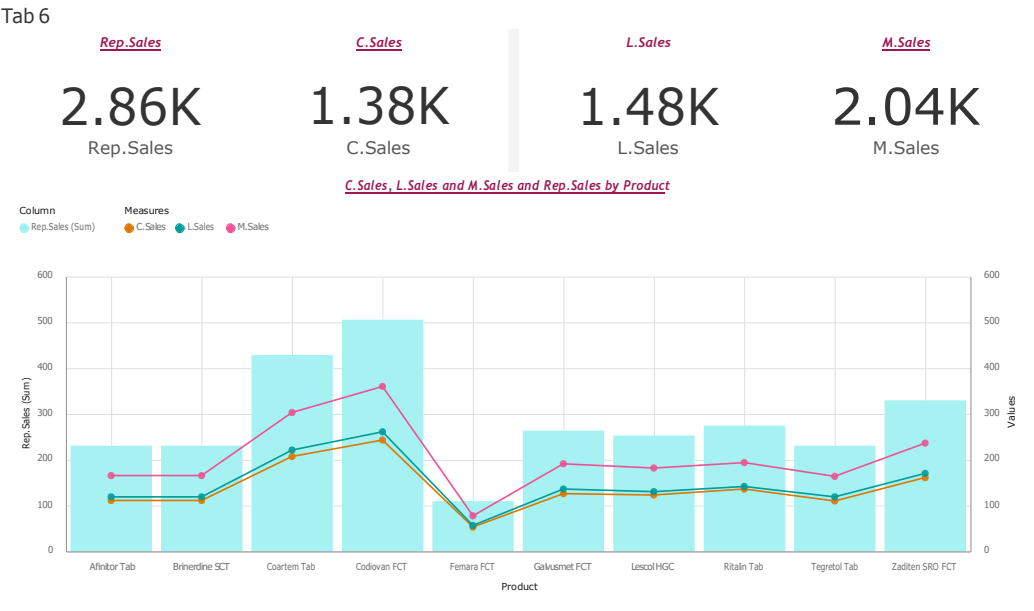 Tab 6
Rep.Sales
C.Sales
L.Sales
M.Sales
2.86K
1.38K
1.48K
2.04K
Rep.Sales
C.Sales
L.Sales
M.Sales
C.Sales, L.Sales and M.Sales and Rep.Sales by Product
Column
Measures
Rep.Sales (Sum)
C.Sales
L.Sales
M.Sales
600
500
400
300
200
100
0
Rep.Sales (Sum)
600
500
400
300
200
100
0
Values
Afinitor Tab
Brinerdine SCT
Coartem Tab
Codiovan FCT
Femara FCT
Galvusmet FCT
Lescol HGC
Ritalin Tab
Tegretol Tab
Zaditen SRO FCT
Product